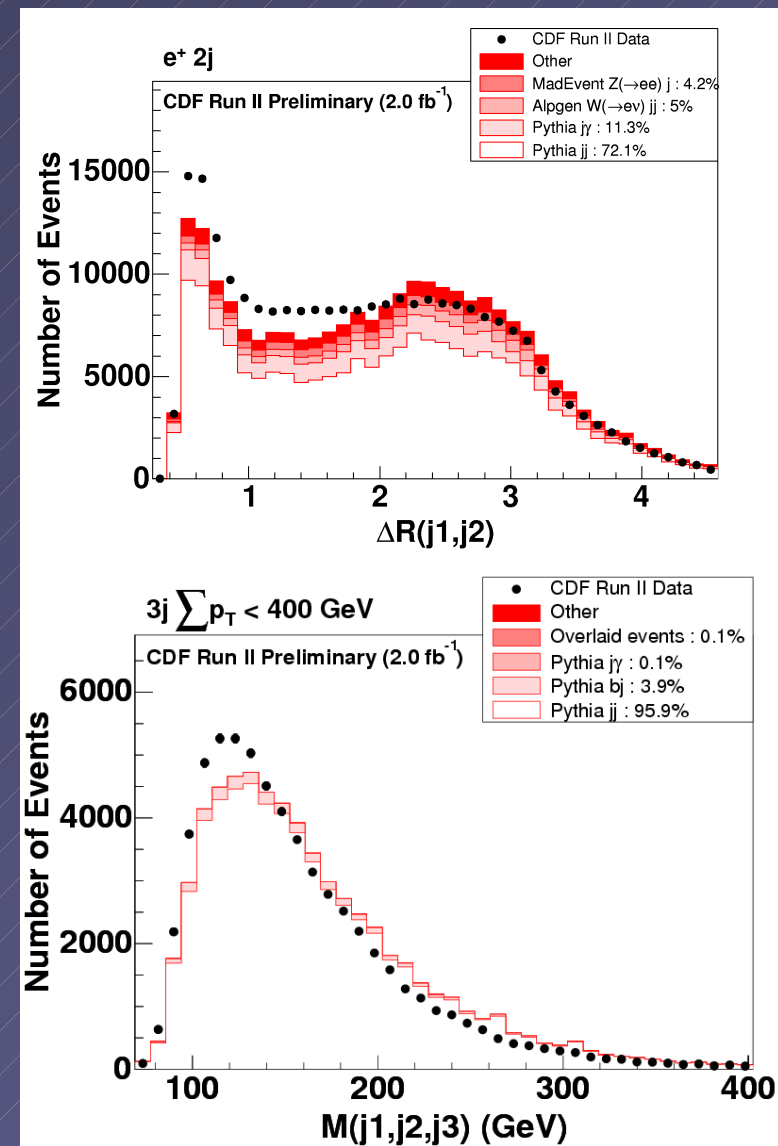 e⁺ 2j
CDF Run II Data
Other
MadEvent Z(→ee) j : 4.2%
Alpgen W(→eν) jj : 5%
Pythia jγ : 11.3%
Pythia jj : 72.1%
CDF Run II Preliminary (2.0 fb⁻¹)
Number of Events
15000
10000
5000
0
1 2 3 4
ΔR(j1,j2)
3j ∑p_T < 400 GeV
CDF Run II Data
Other
Overlaid events : 0.1%
Pythia jγ : 0.1%
Pythia bj : 3.9%
Pythia jj : 95.9%
CDF Run II Preliminary (2.0 fb⁻¹)
Number of Events
6000
4000
2000
0
100 200 300 400
M(j1,j2,j3) (GeV)